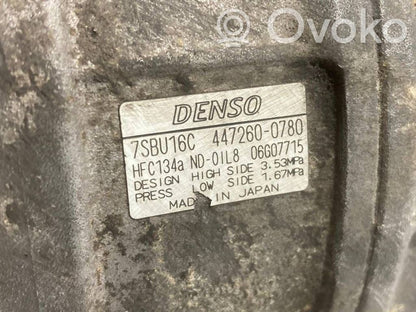 Ovoko
DENSO
7SBU16C 447260-0780
HFC134a ND-OIL8 06G07715
DESIGN HIGH SIDE 3.53MPa
PRESS LOW SIDE 1.67MPa
MADE IN JAPAN